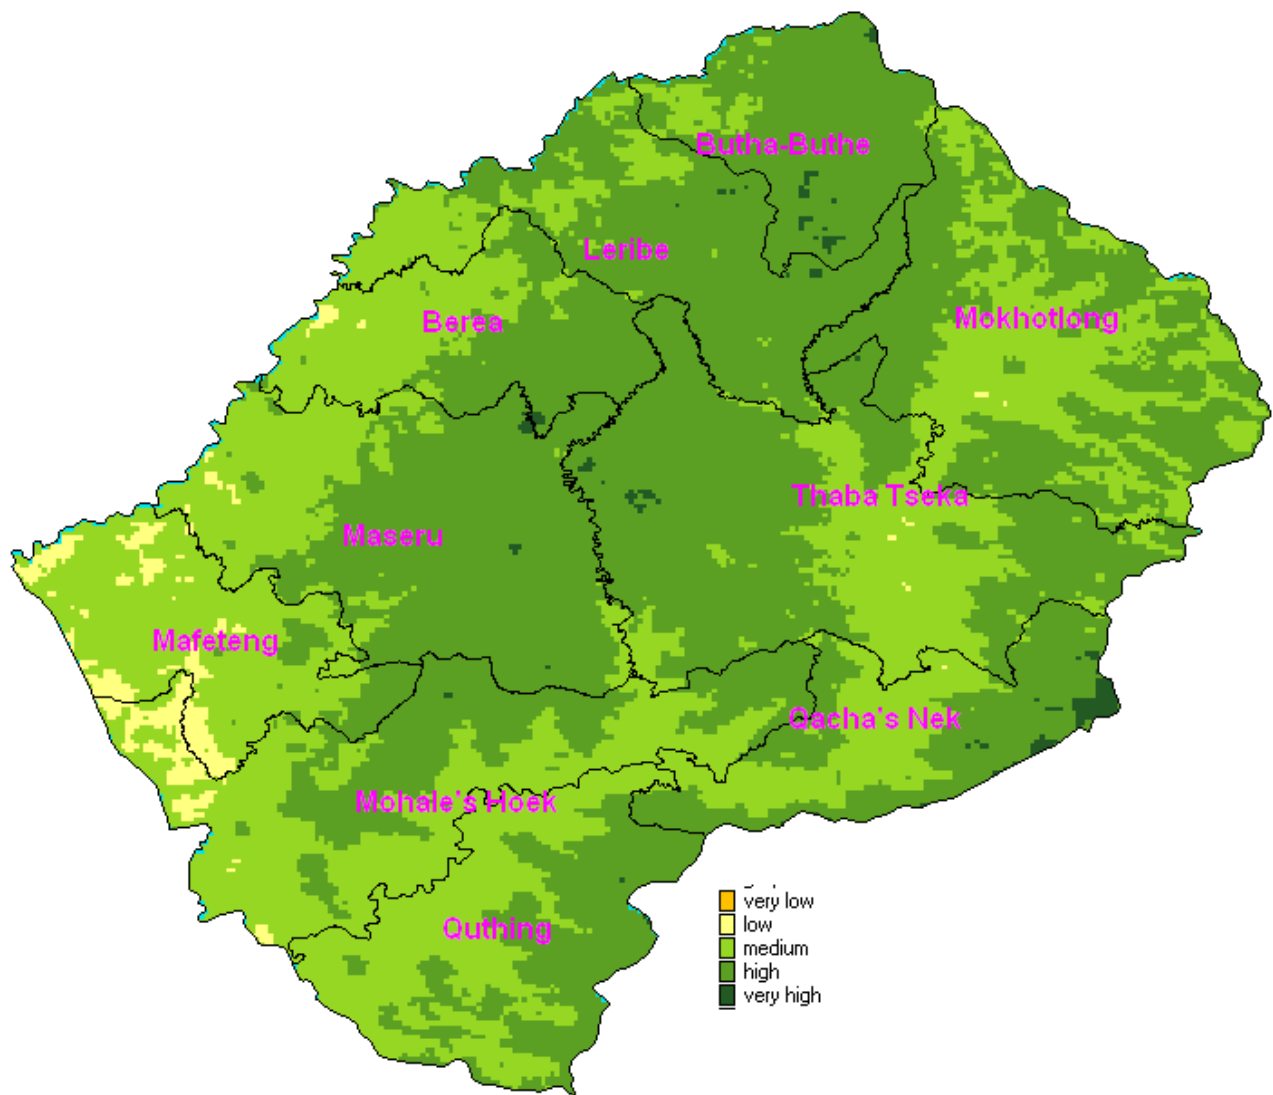 Butha-Buthe
Leribe
Berea
Mokhotlong
Thaba Tseka
Maseru
Mafeteng
Qacha's Nek
Mohale's Hoek
Quthing
very low
low
medium
high
very high